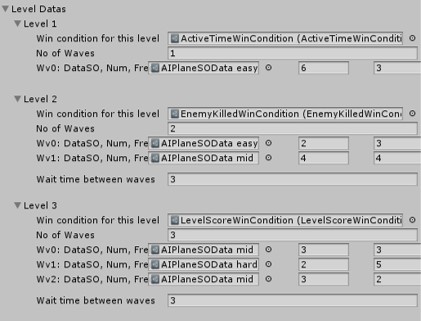 Level Datas
Level 1
Win condition for this level ActiveTimeWinCondition (ActiveTimeWinConditi
No of Waves 1
Wv0: DataSO, Num, Fre AIPlaneSOData easy 6 3
Level 2
Win condition for this level EnemyKilledWinCondition (EnemyKilledWinCon
No of Waves 2
Wv0: DataSO, Num, Fre AIPlaneSOData easy 2 3
Wv1: DataSO, Num, Fre AIPlaneSOData mid 4 4
Wait time between waves 3
Level 3
Win condition for this level LevelScoreWinCondition (LevelScoreWinConditi
No of Waves 3
Wv0: DataSO, Num, Fre AIPlaneSOData mid 3 3
Wv1: DataSO, Num, Fre AIPlaneSOData hard 2 5
Wv2: DataSO, Num, Fre AIPlaneSOData mid 3 2
Wait time between waves 3